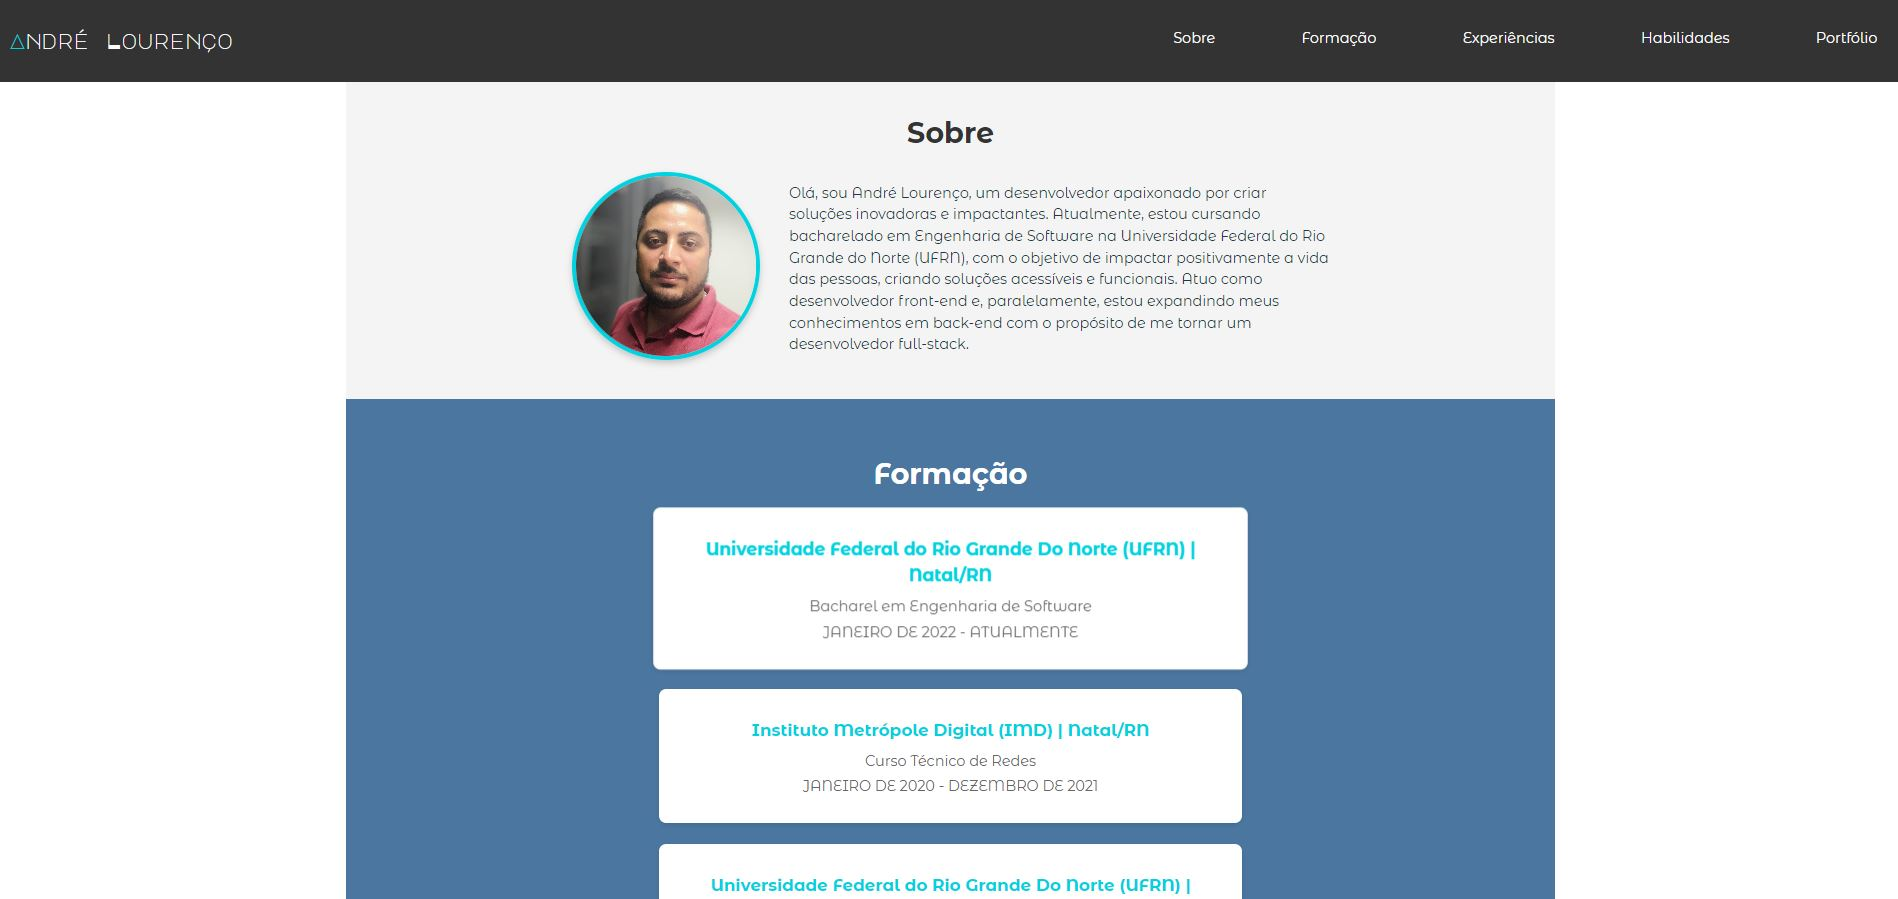 ANDRÉ LOURENÇO
Sobre
Formação
Experiências
Habilidades
Portfólio
Sobre
Olá, sou André Lourenço, um desenvolvedor apaixonado por criar
soluções inovadoras e impactantes. Atualmente, estou cursando
bacharelado em Engenharia de Software na Universidade Federal do Rio
Grande do Norte (UFRN), com o objetivo de impactar positivamente a vida
das pessoas, criando soluções acessíveis e funcionais. Atuo como
desenvolvedor front-end e, paralelamente, estou expandindo meus
conhecimentos em back-end com o propósito de me tornar um
desenvolvedor full-stack.
Formação
Universidade Federal do Rio Grande Do Norte (UFRN) |
Natal/RN
Bacharel em Engenharia de Software
JANEIRO DE 2022 - ATUALMENTE
Instituto Metrópole Digital (IMD) | Natal/RN
Curso Técnico de Redes
JANEIRO DE 2020 - DEZEMBRO DE 2021
Universidade Federal do Rio Grande Do Norte (UFRN) |